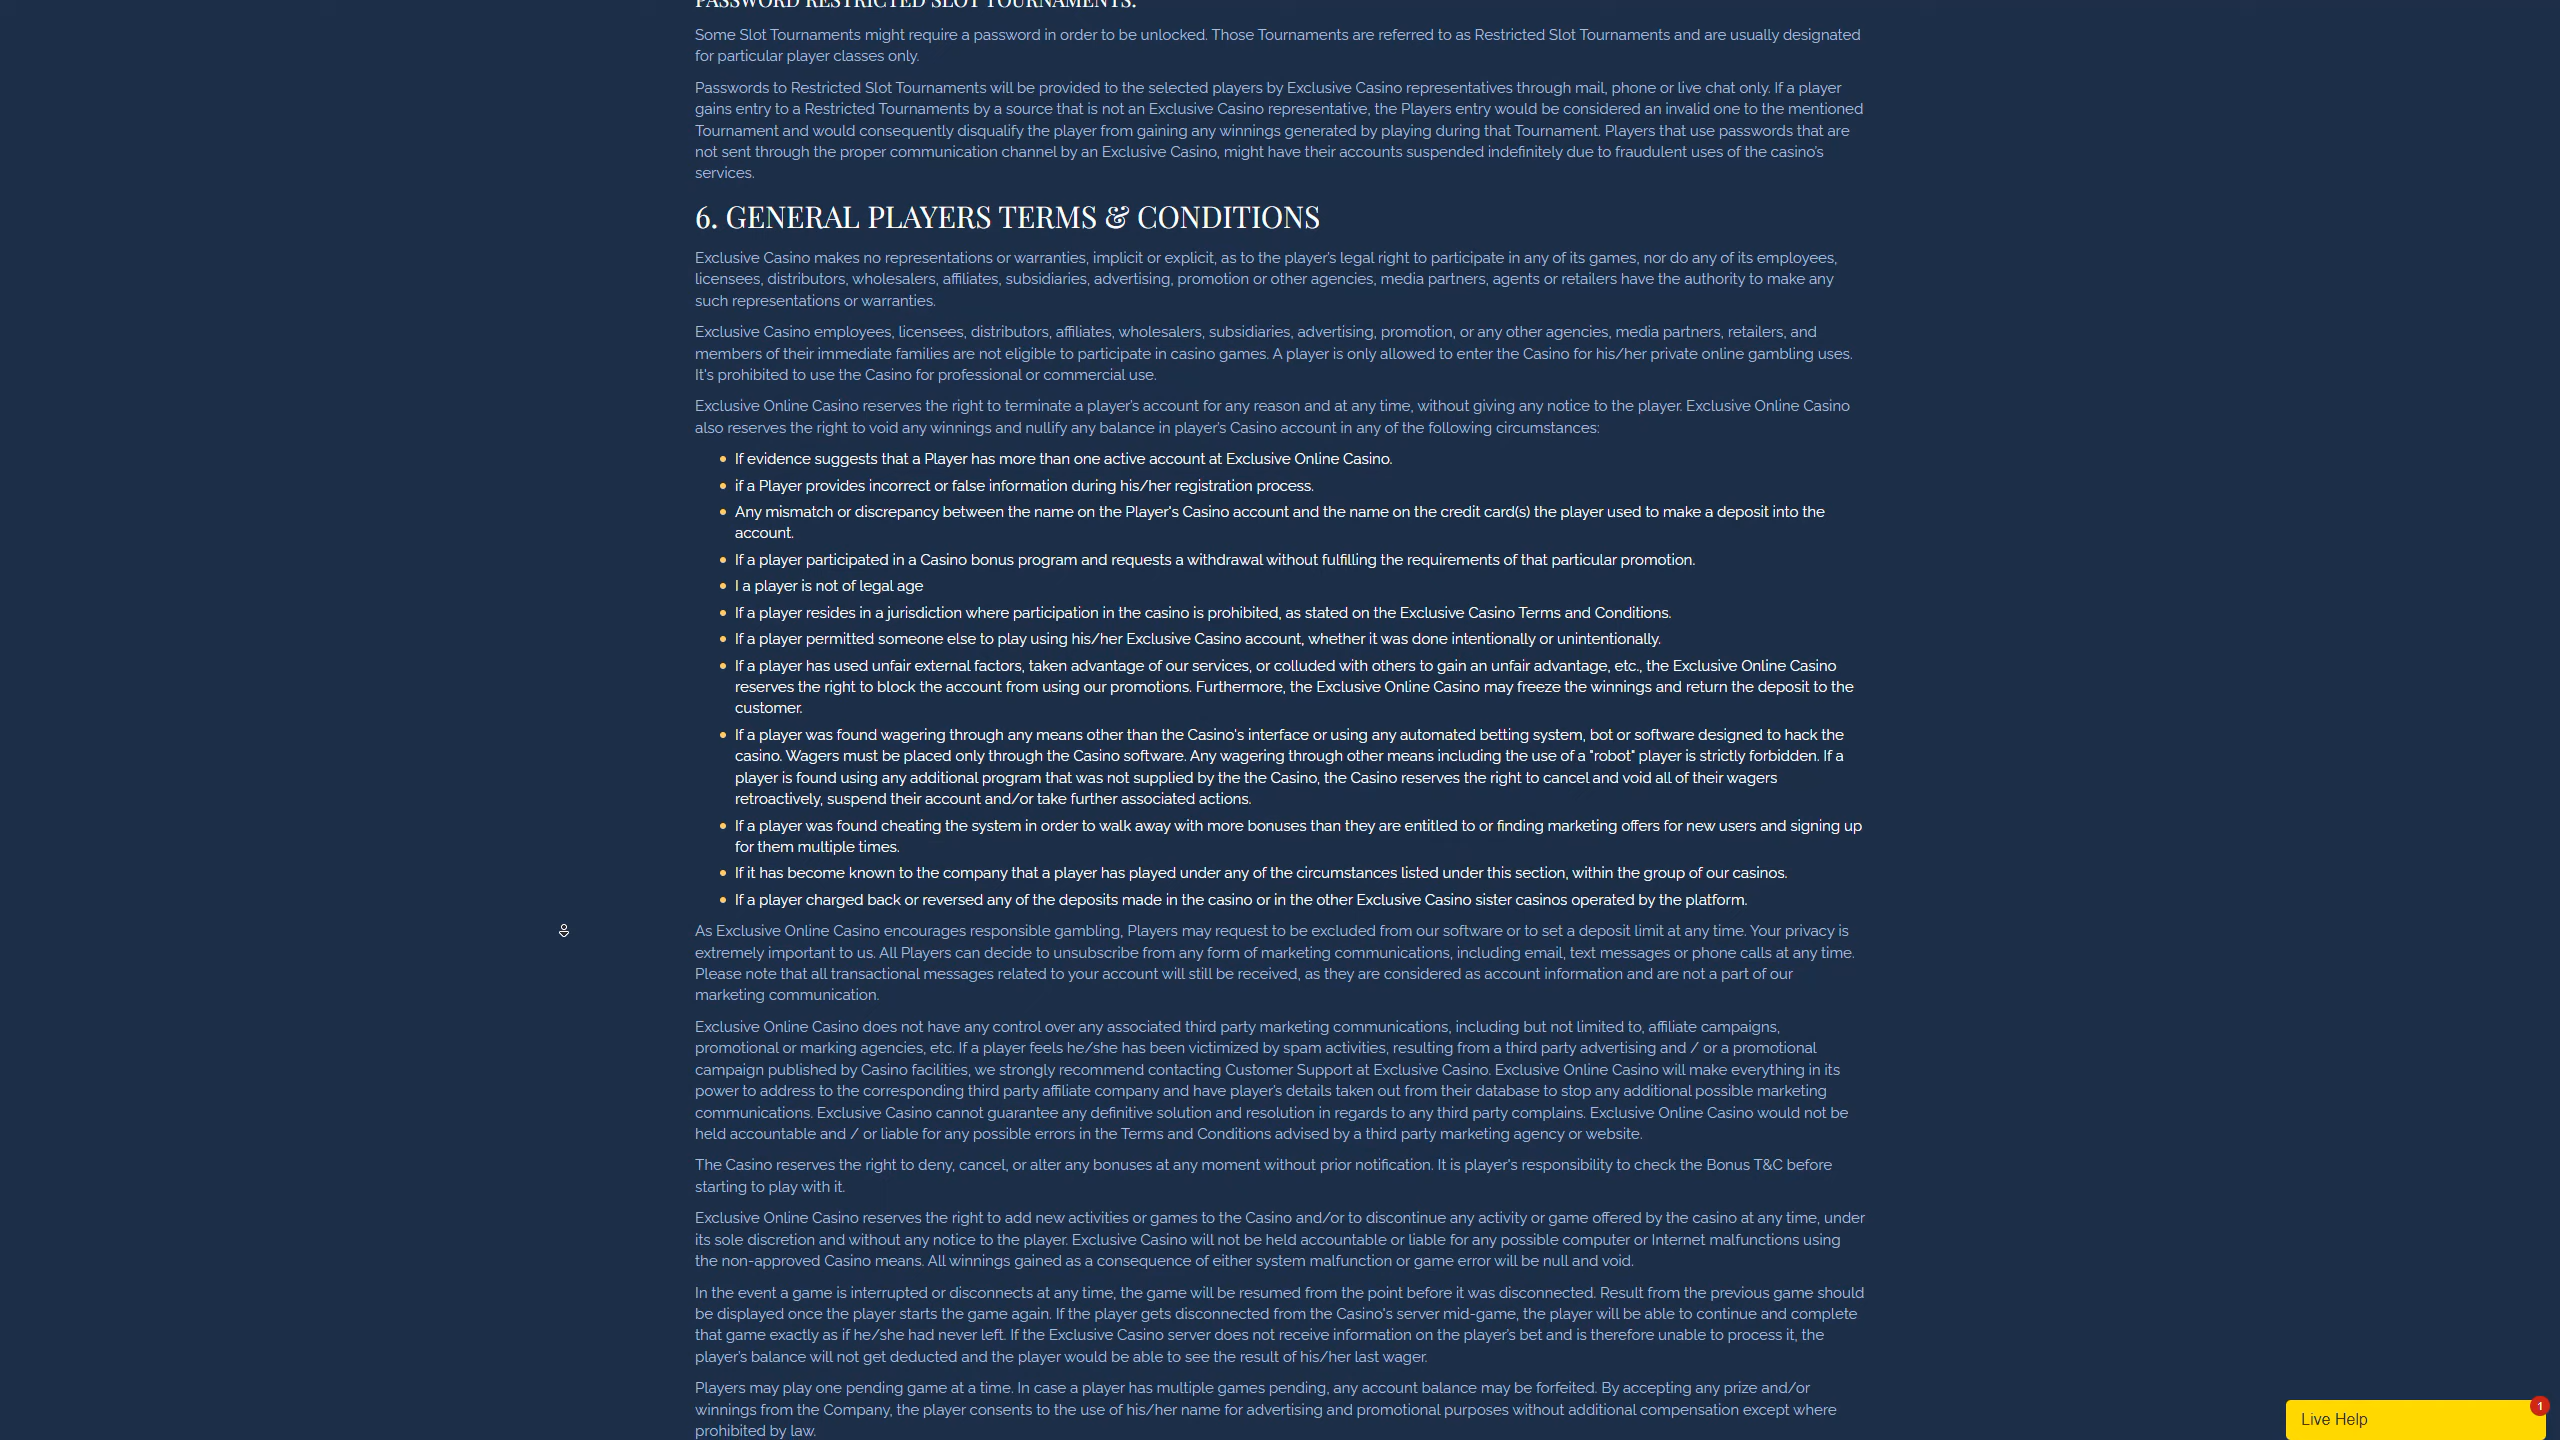 PASSWORD RESTRICTED SLOT TOURNAMENTS:
Some Slot Tournaments might require a password in order to be unlocked. Those Tournaments are referred to as Restricted Slot Tournaments and are usually designated
for particular player classes only.
Passwords to Restricted Slot Tournaments will be provided to the selected players by Exclusive Casino representatives through mail, phone or live chat only. If a player
gains entry to a Restricted Tournaments by a source that is not an Exclusive Casino representative, the Players entry would be considered an invalid one to the mentioned
Tournament and would consequently disqualify the player from gaining any winnings generated by playing during that Tournament. Players that use passwords that are
not sent through the proper communication channel by an Exclusive Casino, might have their accounts suspended indefinitely due to fraudulent uses of the casino's
services.
6. GENERAL PLAYERS TERMS & CONDITIONS
Exclusive Casino makes no representations or warranties, implicit or explicit, as to the player's legal right to participate in any of its games, nor do any of its employees,
licensees, distributors, wholesalers, affiliates, subsidiaries, advertising, promotion or other agencies, media partners, agents or retailers have the authority to make any
such representations or warranties.
Exclusive Casino employees, licensees, distributors, affiliates, wholesalers, subsidiaries, advertising, promotion, or any other agencies, media partners, retailers, and
members of their immediate families are not eligible to participate in casino games. A player is only allowed to enter the Casino for his/her private online gambling uses.
It's prohibited to use the Casino for professional or commercial use.
Exclusive Online Casino reserves the right to terminate a player's account for any reason and at any time, without giving any notice to the player. Exclusive Online Casino
also reserves the right to void any winnings and nullify any balance in player's Casino account in any of the following circumstances:
• If evidence suggests that a Player has more than one active account at Exclusive Online Casino.
• if a Player provides incorrect or false information during his/her registration process.
• Any mismatch or discrepancy between the name on the Player's Casino account and the name on the credit card(s) the player used to make a deposit into the
account.
• If a player participated in a Casino bonus program and requests a withdrawal without fulfilling the requirements of that particular promotion.
• I a player is not of legal age
• If a player resides in a jurisdiction where participation in the casino is prohibited, as stated on the Exclusive Casino Terms and Conditions.
• If a player permitted someone else to play using his/her Exclusive Casino account, whether it was done intentionally or unintentionally.
• If a player has used unfair external factors, taken advantage of our services, or colluded with others to gain an unfair advantage, etc., the Exclusive Online Casino
reserves the right to block the account from using our promotions. Furthermore, the Exclusive Online Casino may freeze the winnings and return the deposit to the
customer.
• If a player was found wagering through any means other than the Casino's interface or using any automated betting system, bot or software designed to hack the
casino. Wagers must be placed only through the Casino software. Any wagering through other means including the use of a "robot" player is strictly forbidden. If a
player is found using any additional program that was not supplied by the the Casino, the Casino reserves the right to cancel and void all of their wagers
retroactively, suspend their account and/or take further associated actions.
• If a player was found cheating the system in order to walk away with more bonuses than they are entitled to or finding marketing offers for new users and signing up
for them multiple times.
• If it has become known to the company that a player has played under any of the circumstances listed under this section, within the group of our casinos.
• If a player charged back or reversed any of the deposits made in the casino or in the other Exclusive Casino sister casinos operated by the platform.
As Exclusive Online Casino encourages responsible gambling, Players may request to be excluded from our software or to set a deposit limit at any time. Your privacy is
extremely important to us. All Players can decide to unsubscribe from any form of marketing communications, including email, text messages or phone calls at any time.
Please note that all transactional messages related to your account will still be received, as they are considered as account information and are not a part of our
marketing communication.
Exclusive Online Casino does not have any control over any associated third party marketing communications, including but not limited to, affiliate campaigns,
promotional or marking agencies, etc. If a player feels he/she has been victimized by spam activities, resulting from a third party advertising and / or a promotional
campaign published by Casino facilities, we strongly recommend contacting Customer Support at Exclusive Casino. Exclusive Online Casino will make everything in its
power to address to the corresponding third party affiliate company and have player's details taken out from their database to stop any additional possible marketing
communications. Exclusive Casino cannot guarantee any definitive solution and resolution in regards to any third party complains. Exclusive Online Casino would not be
held accountable and / or liable for any possible errors in the Terms and Conditions advised by a third party marketing agency or website.
The Casino reserves the right to deny, cancel, or alter any bonuses at any moment without prior notification. It is player's responsibility to check the Bonus T&C before
starting to play with it.
Exclusive Online Casino reserves the right to add new activities or games to the Casino and/or to discontinue any activity or game offered by the casino at any time, under
its sole discretion and without any notice to the player. Exclusive Casino will not be held accountable or liable for any possible computer or Internet malfunctions using
the non-approved Casino means. All winnings gained as a consequence of either system malfunction or game error will be null and void.
In the event a game is interrupted or disconnects at any time, the game will be resumed from the point before it was disconnected. Result from the previous game should
be displayed once the player starts the game again. If the player gets disconnected from the Casino's server mid-game, the player will be able to continue and complete
that game exactly as if he/she had never left. If the Exclusive Casino server does not receive information on the player's bet and is therefore unable to process it, the
player's balance will not get deducted and the player would be able to see the result of his/her last wager.
Players may play one pending game at a time. In case a player has multiple games pending, any account balance may be forfeited. By accepting any prize and/or
winnings from the Company, the player consents to the use of his/her name for advertising and promotional purposes without additional compensation except where
prohibited by law.
Live Help
1